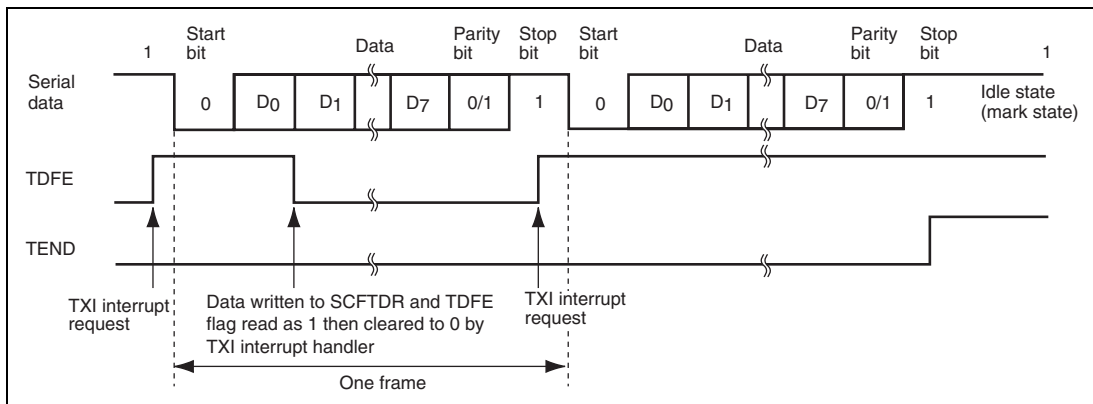 1
Start
bit
Data
Parity
bit
Stop
bit
Start
bit
Data
Parity
bit
Stop
bit
1
Serial
data
0 D0 D1 D7 0/1 1 0 D0 D1 D7 0/1 1
Idle state
(mark state)
TDFE
TEND
TXI interrupt
request
Data written to SCFTDR and TDFE
flag read as 1 then cleared to 0 by
TXI interrupt handler
TXI interrupt
request
One frame